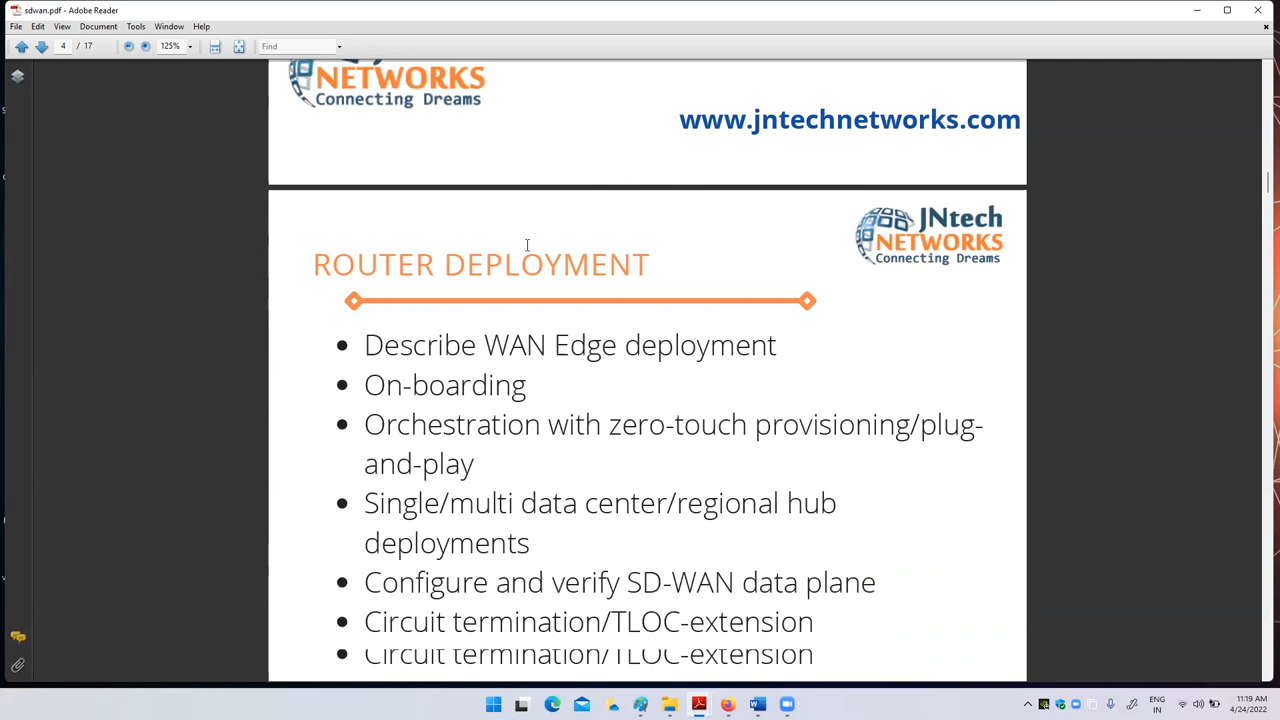 sdwan.pdf - Adobe Reader
File Edit View Document Tools Window Help
4 / 17 125% Find
NETWORKS
Connecting Dreams
www.jntechnetworks.com
JNtech
NETWORKS
Connecting Dreams
ROUTER DEPLOYMENT
• Describe WAN Edge deployment
• On-boarding
• Orchestration with zero-touch provisioning/plug-
and-play
• Single/multi data center/regional hub
deployments
• Configure and verify SD-WAN data plane
• Circuit termination/TLOC-extension
• Circuit termination/TLOC-extension
ENG
IN
11:19 AM
4/24/2022